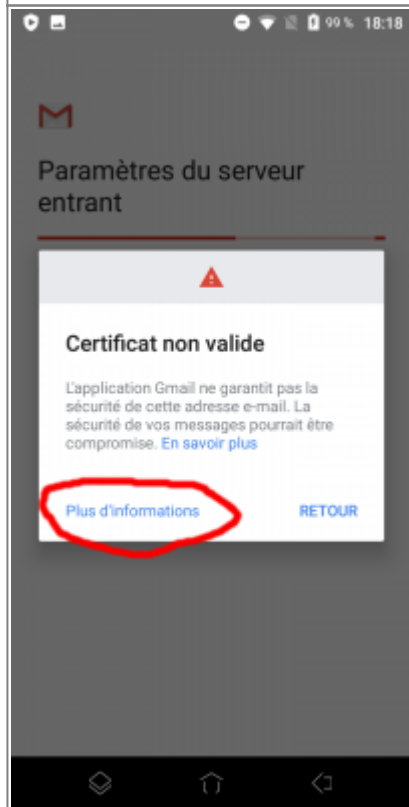 99 % 18:18
Paramètres du serveur
entrant
Certificat non valide
L'application Gmail ne garantit pas la
sécurité de cette adresse e-mail. La
sécurité de vos messages pourrait être
compromise. En savoir plus
Plus d'informations RETOUR